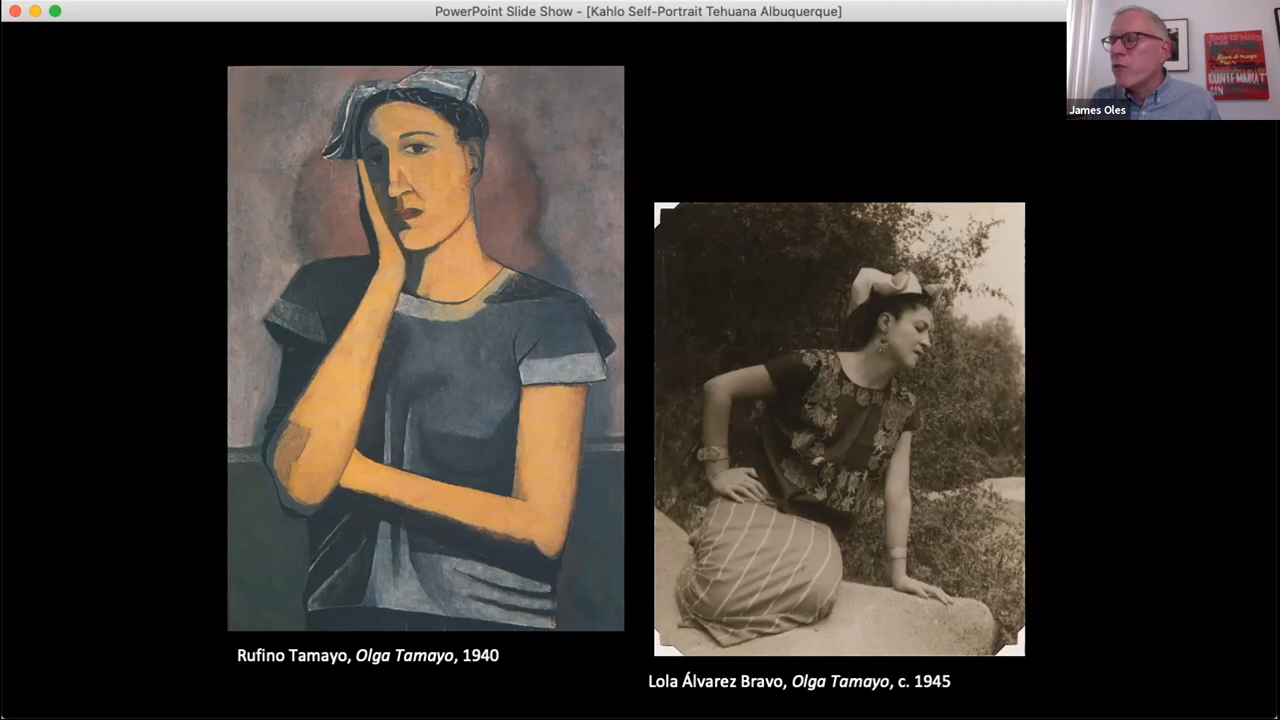 PowerPoint Slide Show - [Kahlo Self-Portrait Tehuana Albuquerque]
James Oles
Rufino Tamayo, Olga Tamayo, 1940
Lola Álvarez Bravo, Olga Tamayo, c. 1945